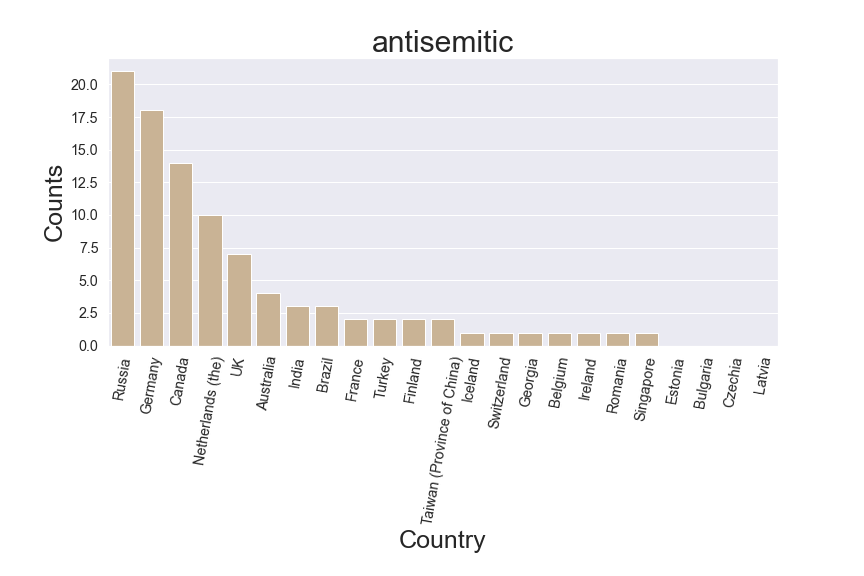 antisemitic
Counts
20.0
17.5
15.0
12.5
10.0
7.5
5.0
2.5
0.0
Russia
Germany
Canada
Netherlands (the)
UK
Australia
India
Brazil
France
Turkey
Finland
Taiwan (Province of China)
Iceland
Switzerland
Georgia
Belgium
Ireland
Romania
Singapore
Estonia
Bulgaria
Czechia
Latvia
Country